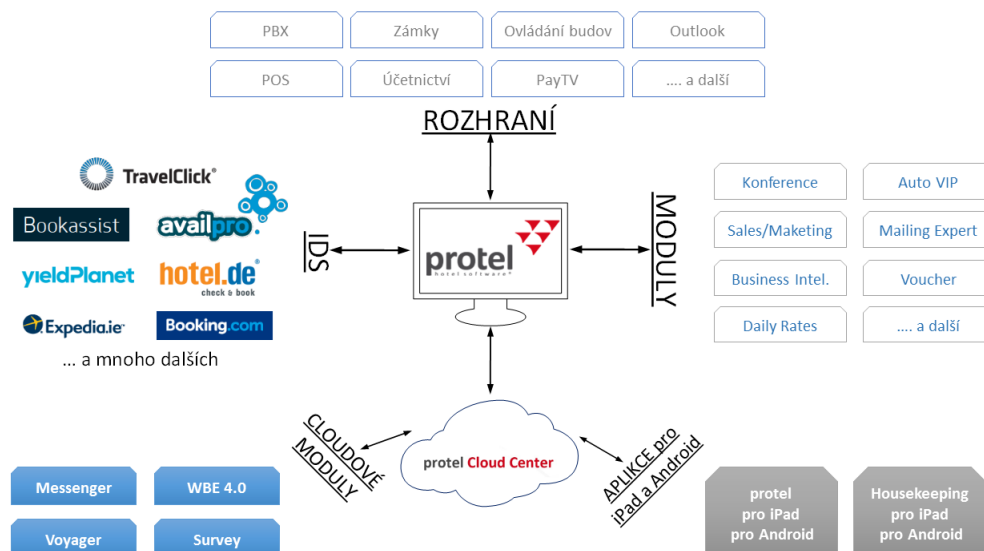 PBX
Zámky
Ovládání budov
Outlook
POS
Účetnictví
PayTV
.... a další
ROZHRANÍ
TravelClick®
Bookassist
availpro
yieldPlanet
hotel.de®
check & book
Expedia.ie™
Booking.com
... a mnoho dalších
IDS
protel
hotel software®
MODULY
Konference
Auto VIP
Sales/Maketing
Mailing Expert
Business Intel.
Voucher
Daily Rates
.... a další
CLOUDOVÉ
MODULY
protel Cloud Center
APLIKCE pro
iPad a Android
Messenger
WBE 4.0
Voyager
Survey
protel
pro iPad
pro Android
Housekeeping
pro iPad
pro Android